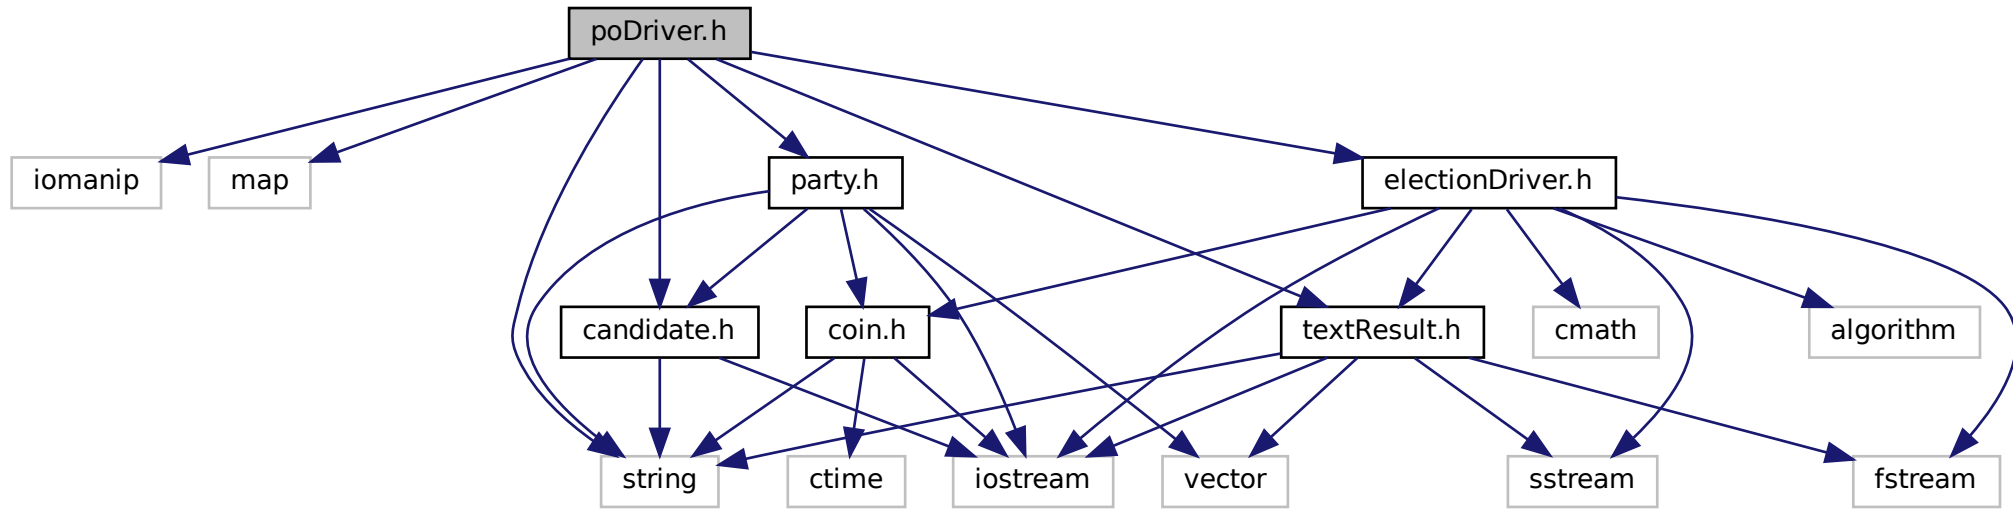 poDriver.h
iomanip
map
party.h
electionDriver.h
candidate.h
coin.h
textResult.h
cmath
algorithm
string
ctime
iostream
vector
sstream
fstream